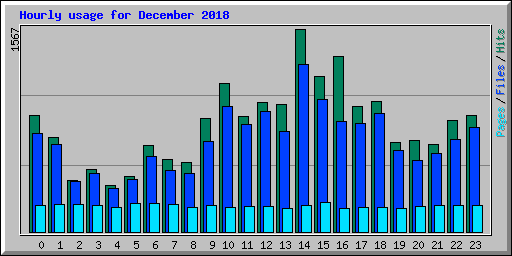 Hourly usage for December 2018
1567
Pages/Files/Hits
0 1 2 3 4 5 6 7 8 9 10 11 12 13 14 15 16 17 18 19 20 21 22 23